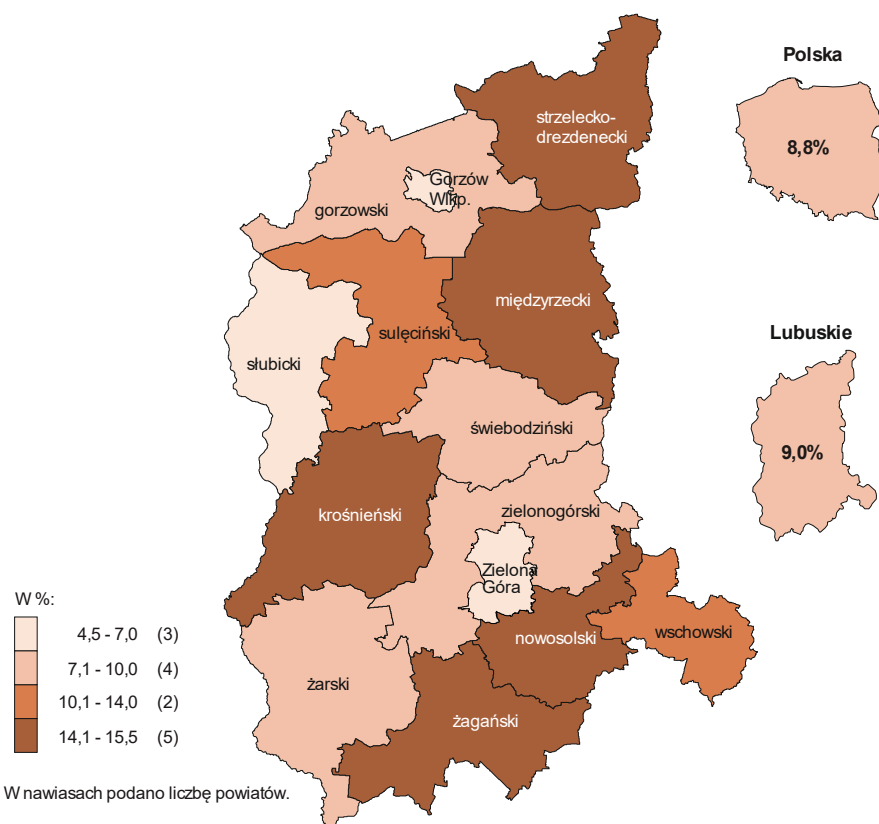 Polska
8,8%
strzelecko-
drezdenecki
Gorzów
Wlkp.
gorzowski
międzyrzecki
sulęciński
Lubuskie
9,0%
słubicki
świebodziński
krośnieński
zielonogórski
Zielona
Góra
nowosolski
wschowski
żarski
żagański
W %:
4,5 - 7,0 (3)
7,1 - 10,0 (4)
10,1 - 14,0 (2)
14,1 - 15,5 (5)
W nawiasach podano liczbę powiatów.